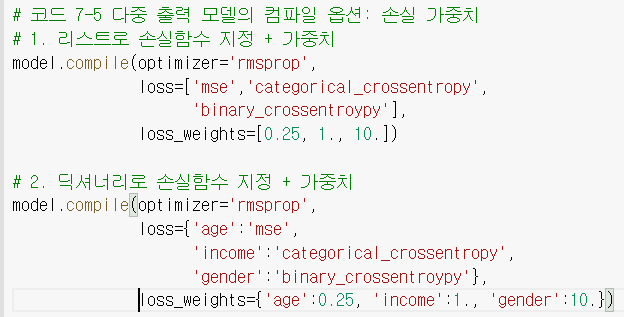 # 코드 7-5 다중 출력 모델의 컴파일 옵션: 손실 가중치
# 1. 리스트로 손실함수 지정 + 가중치
model.compile(optimizer='rmsprop',
loss=['mse','categorical_crossentropy',
'binary_crossentroypy'],
loss_weights=[0.25, 1., 10.])
# 2. 딕셔너리로 손실함수 지정 + 가중치
model.compile(optimizer='rmsprop',
loss={'age':'mse',
'income':'categorical_crossentropy',
'gender':'binary_crossentroypy'},
loss_weights={'age':0.25, 'income':1., 'gender':10.})